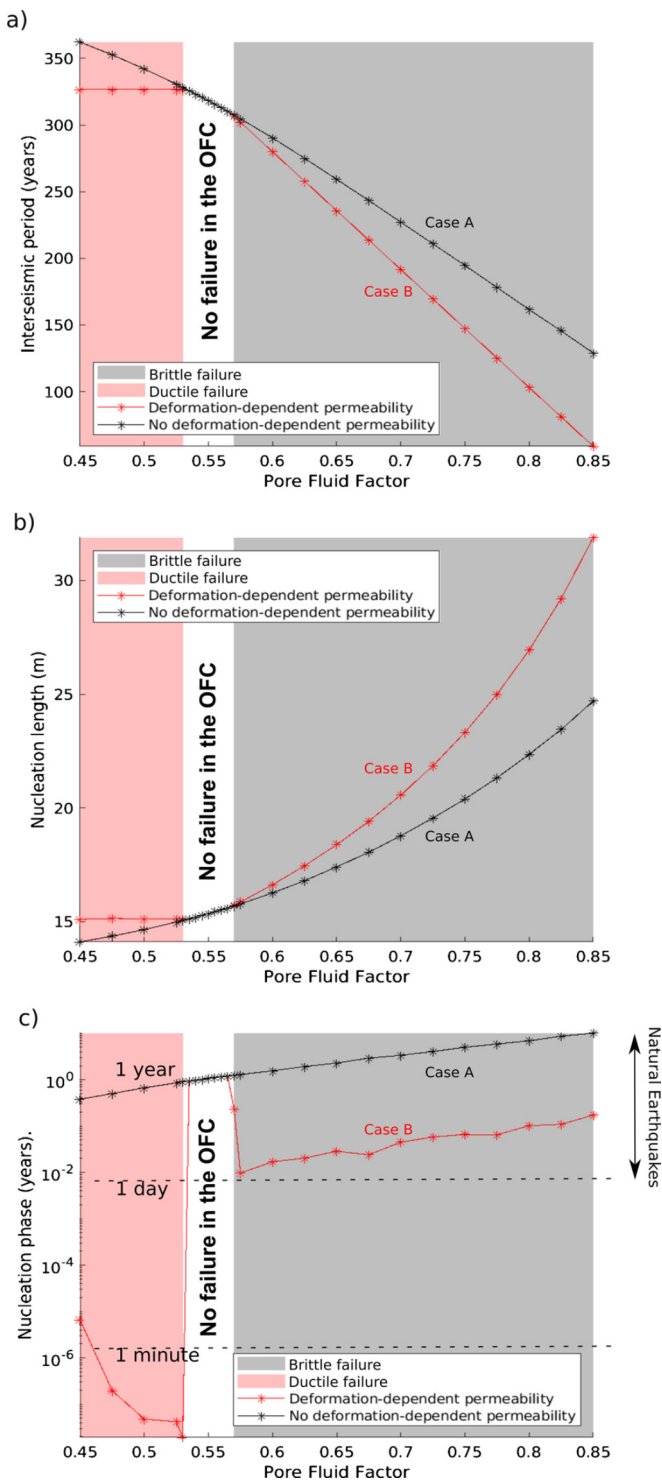 a)
350
300
250
200
150
100
Interseismic period (years)
No failure in the OFC
Case A
Case B
Brittle failure
Ductile failure
Deformation-dependent permeability
No deformation-dependent permeability
0.45 0.5 0.55 0.6 0.65 0.7 0.75 0.8 0.85
Pore Fluid Factor
b)
30
25
20
15
Nucleation length (m)
Brittle failure
Ductile failure
Deformation-dependent permeability
No deformation-dependent permeability
No failure in the OFC
Case B
Case A
0.45 0.5 0.55 0.6 0.65 0.7 0.75 0.8 0.85
Pore Fluid Factor
c)
10^0
10^-2
10^-4
10^-6
Nucleation phase (years).
1 year
1 day
1 minute
No failure in the OFC
Case A
Case B
Natural Earthquakes
Brittle failure
Ductile failure
Deformation-dependent permeability
No deformation-dependent permeability
0.45 0.5 0.55 0.6 0.65 0.7 0.75 0.8 0.85
Pore Fluid Factor